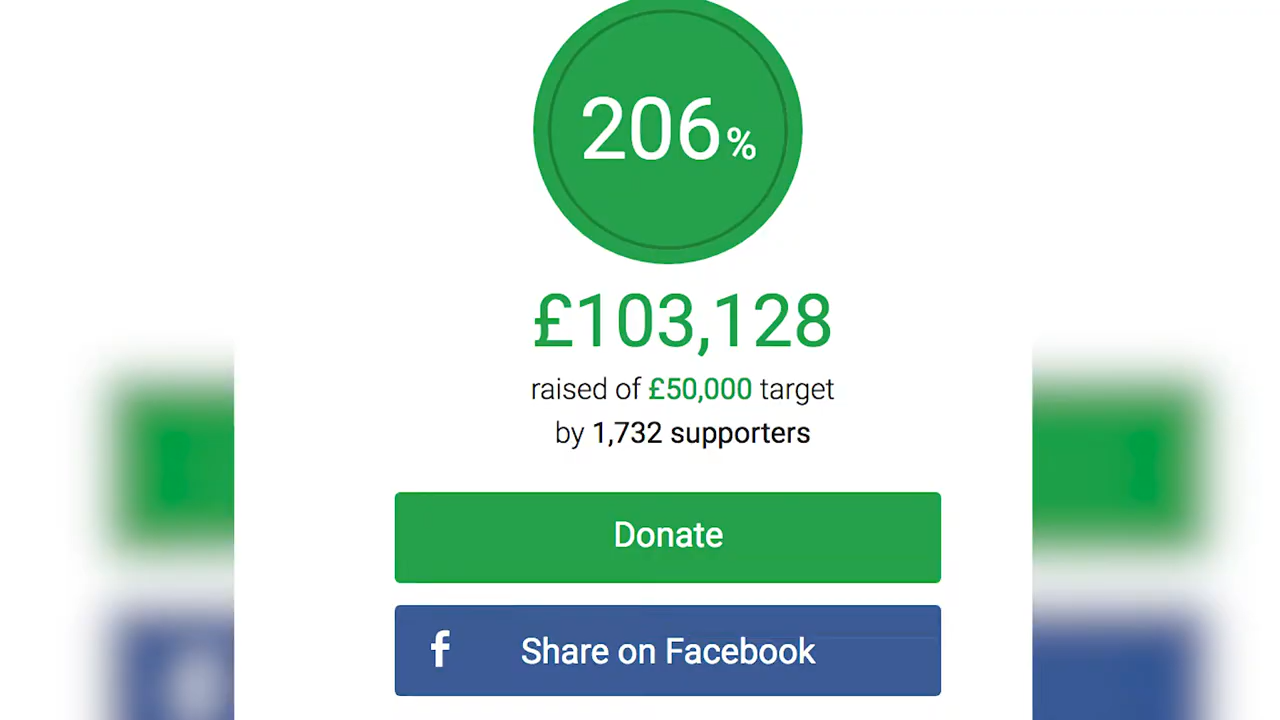 206%
£103,128
raised of £50,000 target
by 1,732 supporters
Donate
f Share on Facebook